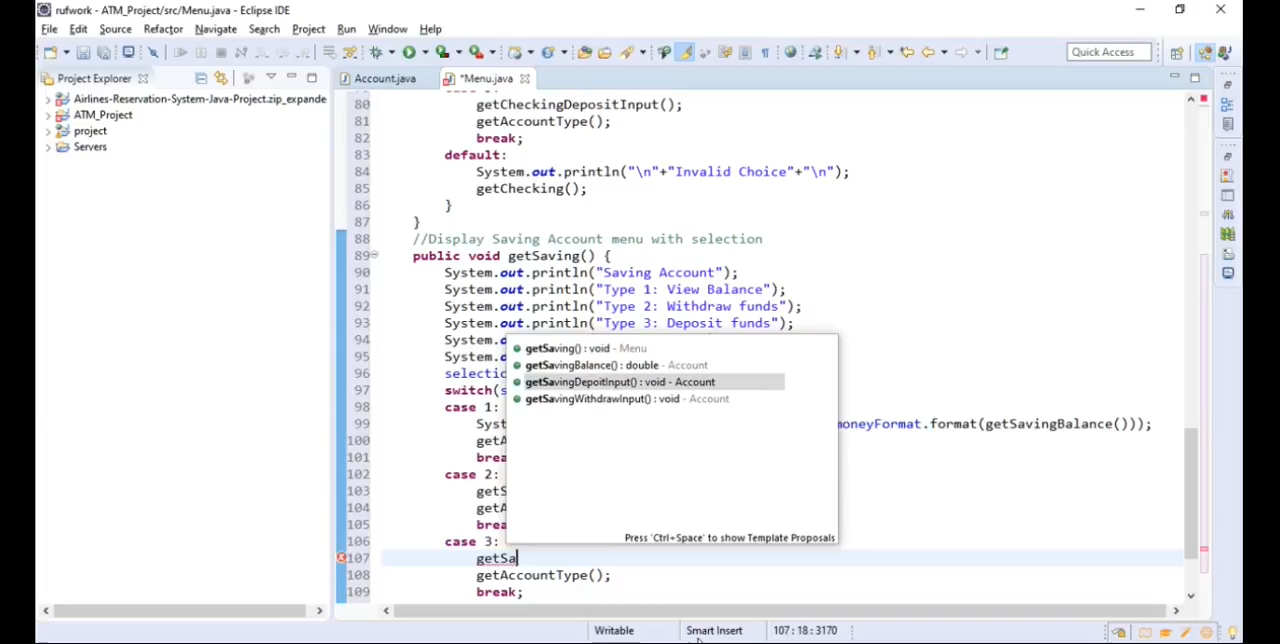 rufwork - ATM_Project/src/Menu.java - Eclipse IDE
File Edit Source Refactor Navigate Search Project Run Window Help
Quick Access
Project Explorer
Account.java *Menu.java
Airlines-Reservation-System-Java-Project.zip_expande
ATM_Project
project
Servers
80 getCheckingDepositInput();
81 getAccountType();
82 break;
83 default:
84 System.out.println("\n"+"Invalid Choice"+"\n");
85 getChecking();
86 }
87 }
88 //Display Saving Account menu with selection
89 public void getSaving() {
90 System.out.println("Saving Account");
91 System.out.println("Type 1: View Balance");
92 System.out.println("Type 2: Withdraw funds");
93 System.out.println("Type 3: Deposit funds");
94 System.o
95 System.o
96 selectio
97 switch(s
98 case 1:
99 Syst moneyFormat.format(getSavingBalance()));
100 getA
101 brea
102 case 2:
103 getS
104 getA
105 brea
106 case 3:
107 getSa
108 getAccountType();
109 break;
getSaving() : void - Menu
getSavingBalance() : double - Account
getSavingDepoitInput() : void - Account
getSavingWithdrawInput() : void - Account
Press 'Ctrl+Space' to show Template Proposals
Writable Smart Insert 107 : 18 : 3170